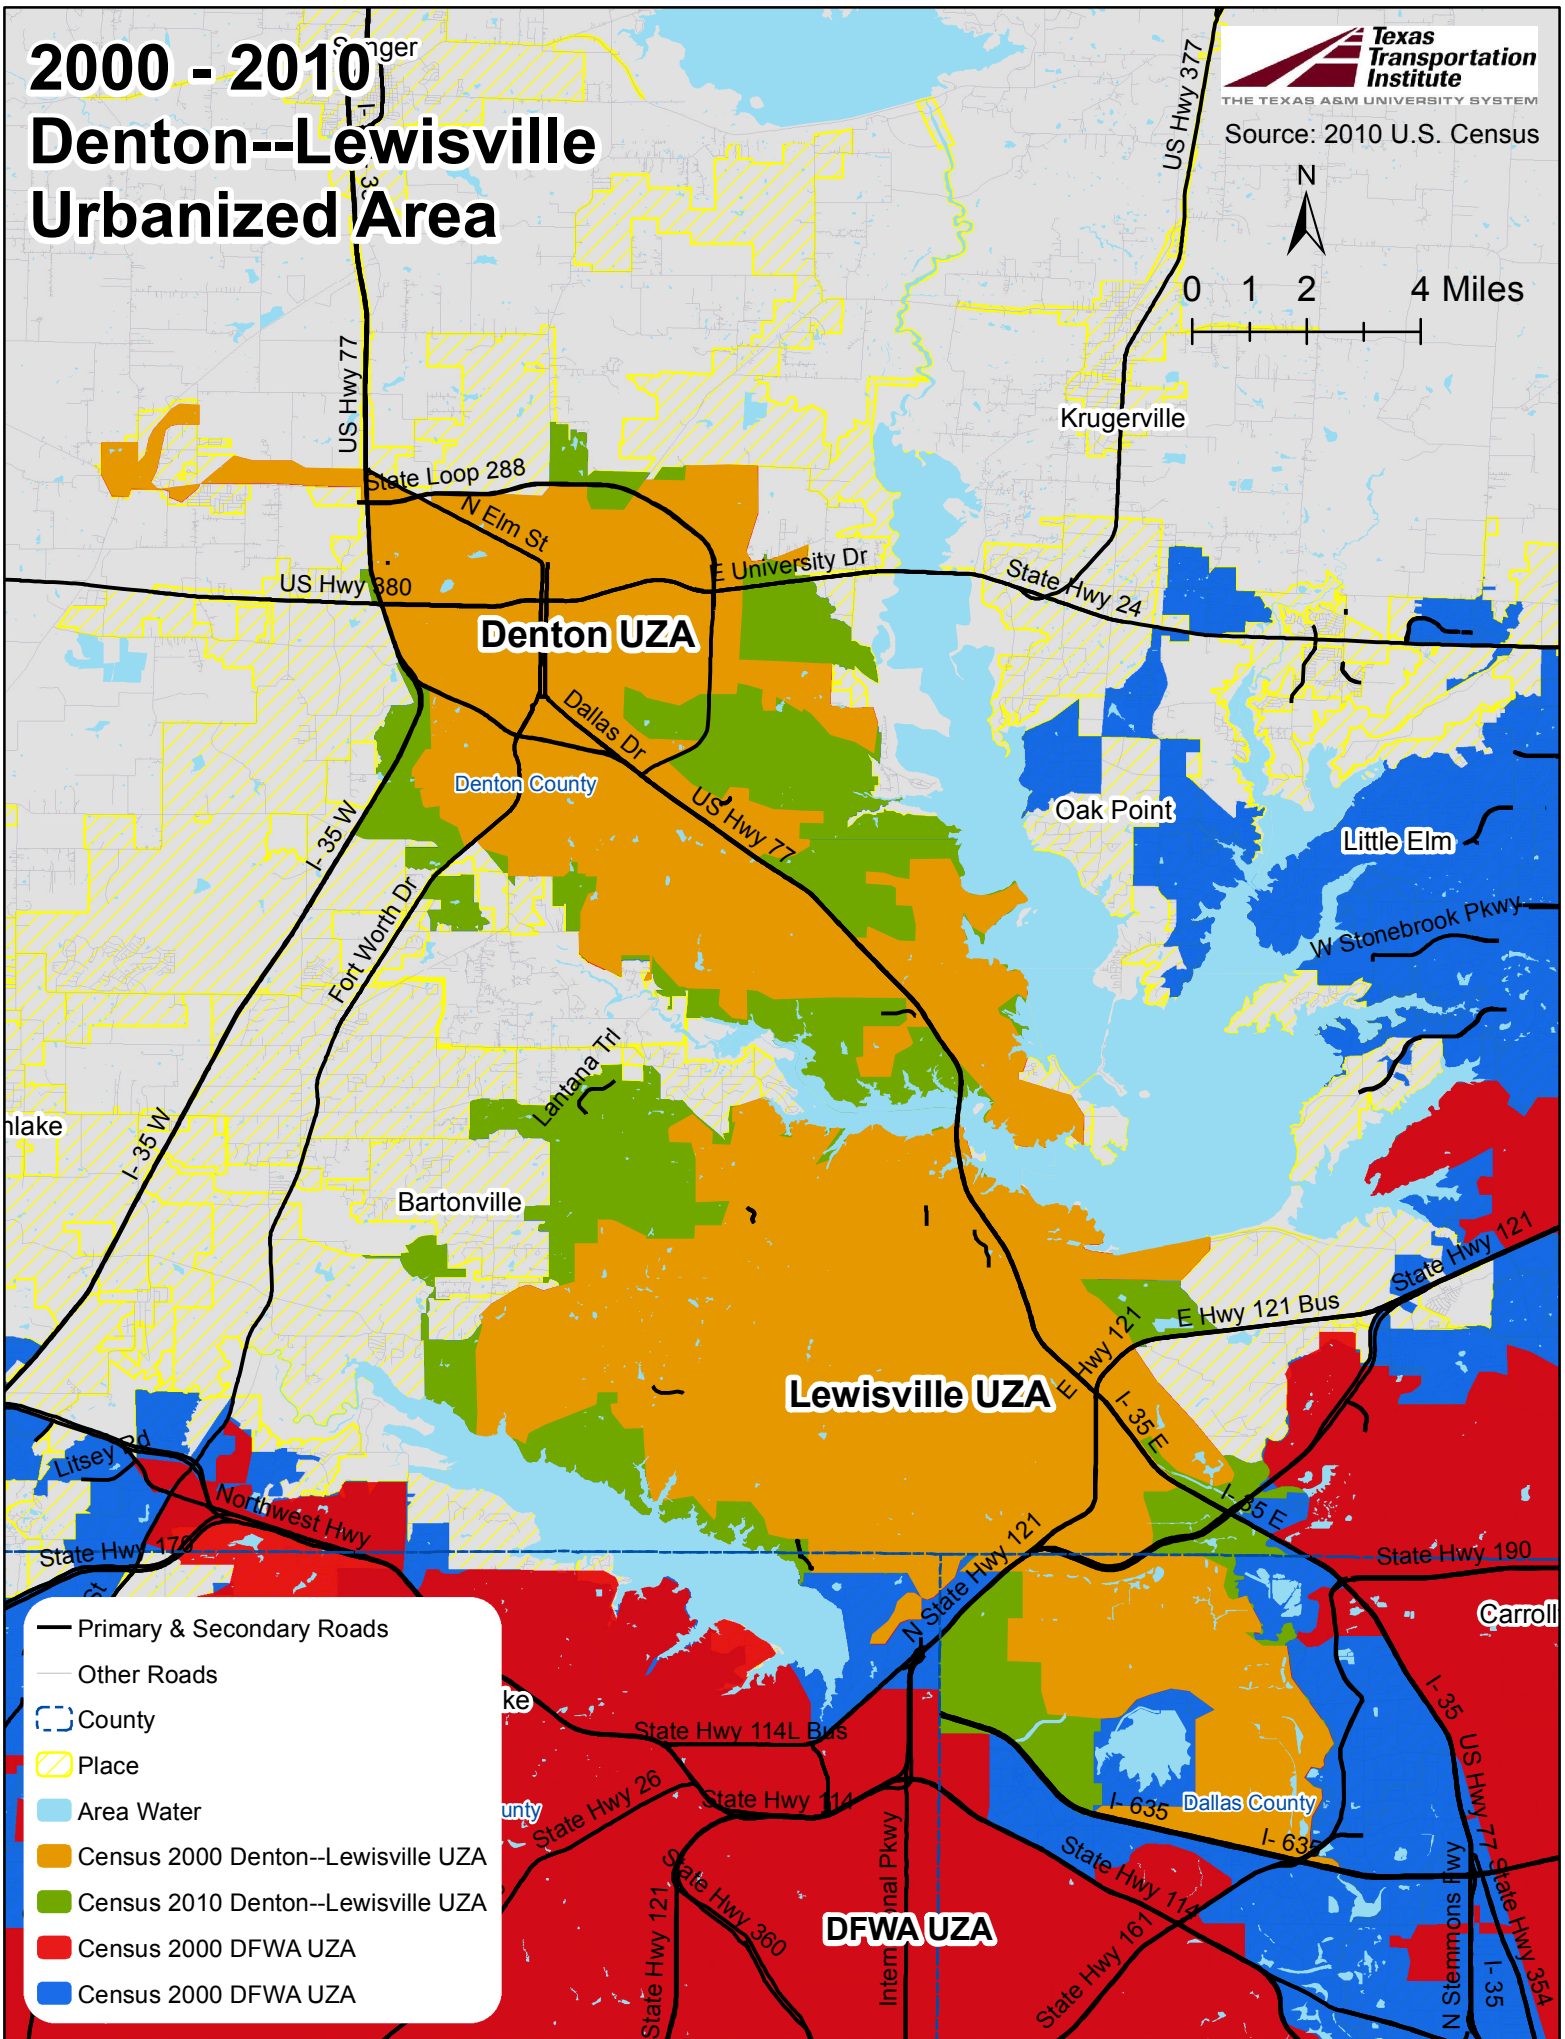 2000 - 2010
Denton--Lewisville
Urbanized Area
Texas
Transportation
Institute
THE TEXAS A&M UNIVERSITY SYSTEM
Source: 2010 U.S. Census
N
0 1 2 4 Miles
US Hwy 377
US Hwy 77
Krugerville
State Loop 288
N Elm St
E University Dr
US Hwy 380
State Hwy 24
Denton UZA
Dallas Dr
Denton County
US Hwy 77
I- 35 W
Oak Point
Little Elm
Fort Worth Dr
W Stonebrook Pkwy
Lantana Trl
nlake
I- 35 W
Bartonville
State Hwy 121
E Hwy 121 Bus
E Hwy 121
Lewisville UZA
I- 35 E
Litsey Rd
Northwest Hwy
I- 35 E
State Hwy 170
N State Hwy 121
State Hwy 190
St
Carroll
ke
I- 35
State Hwy 114L Bus
State Hwy 26
State Hwy 114
unty
I- 635
Dallas County
I- 635
US Hwy 77
State Hwy 114
State Hwy 360
State Hwy 121
DFWA UZA
State Hwy 161
N Stemmons Fwy
I- 35
State Hwy 354
Primary & Secondary Roads
Other Roads
County
Place
Area Water
Census 2000 Denton--Lewisville UZA
Census 2010 Denton--Lewisville UZA
Census 2000 DFWA UZA
Census 2000 DFWA UZA